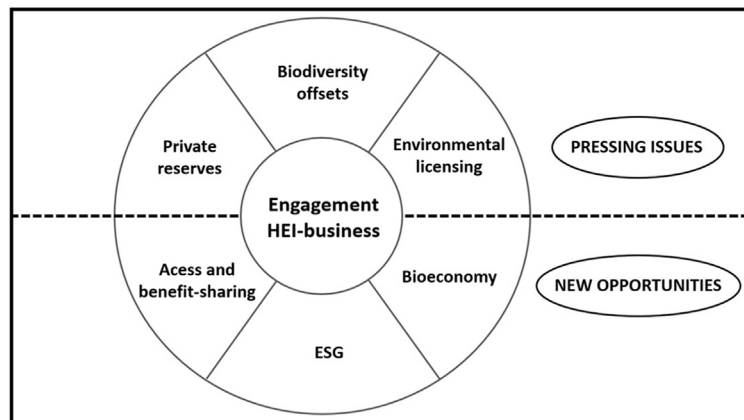 Biodiversity
offsets
Private
reserves
Environmental
licensing
PRESSING ISSUES
Engagement
HEI-business
Acess and
benefit-sharing
Bioeconomy
NEW OPPORTUNITIES
ESG